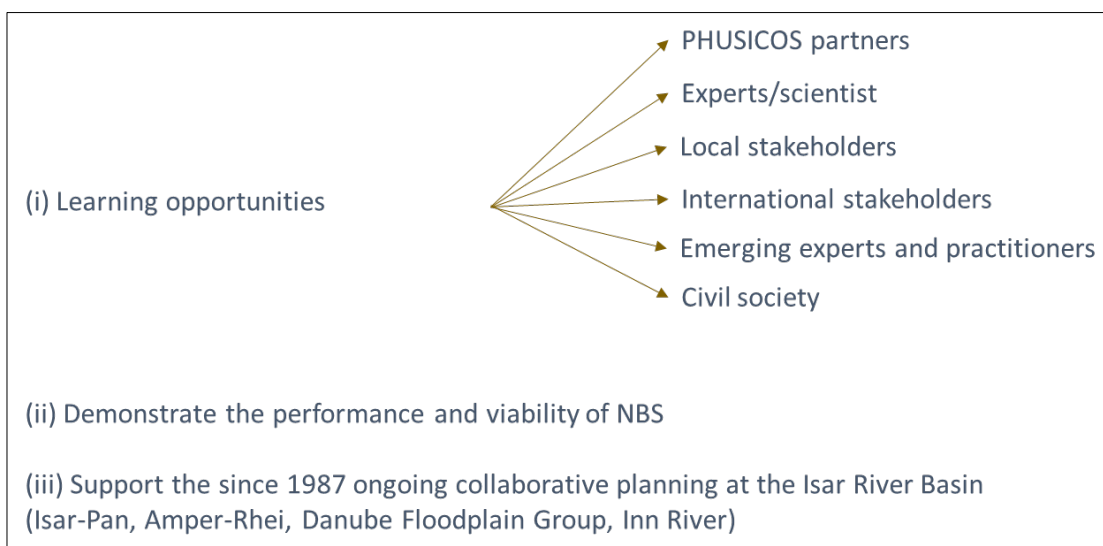 PHUSICOS partners
Experts/scientist
Local stakeholders
(i) Learning opportunities
International stakeholders
Emerging experts and practitioners
Civil society
(ii) Demonstrate the performance and viability of NBS
(iii) Support the since 1987 ongoing collaborative planning at the Isar River Basin
(Isar-Pan, Amper-Rhei, Danube Floodplain Group, Inn River)